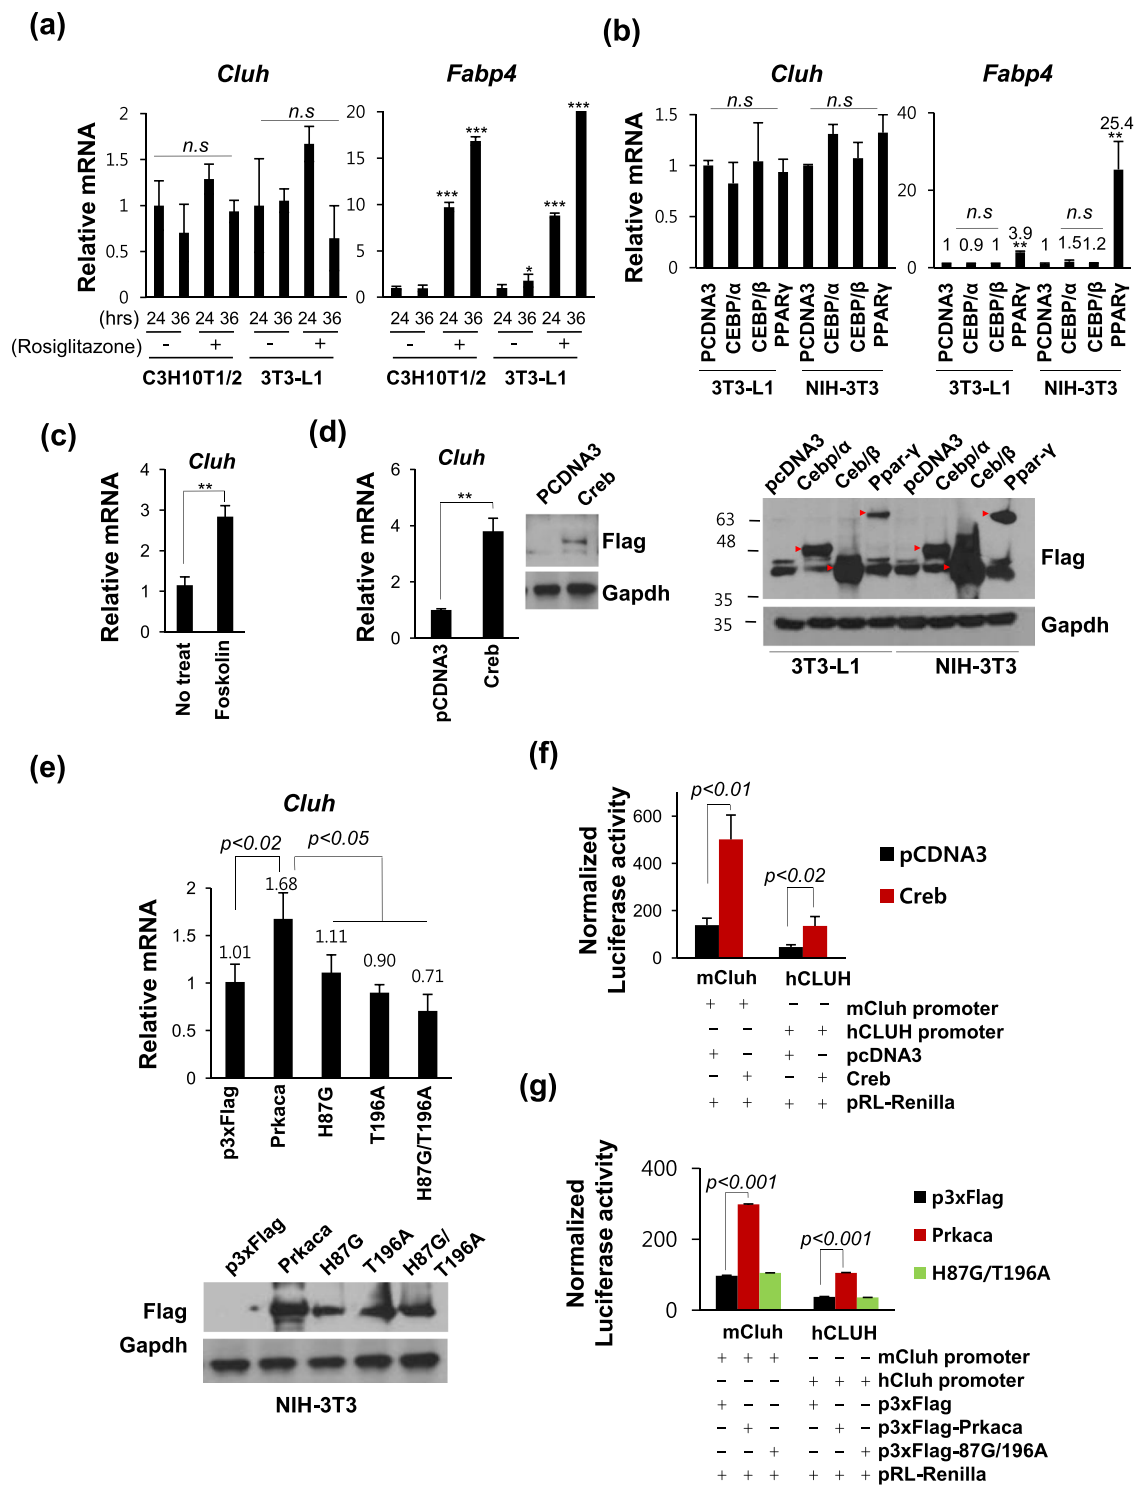 (a)
Cluh
Fabp4
Relative mRNA
2
1.5
1
0.5
0
n.s
n.s
20
15
10
5
0
***
***
*
***
***
(hrs)
24 36 24 36 24 36 24 36
24 36 24 36 24 36 24 36
(Rosiglitazone)
- + - +
- + - +
C3H10T1/2 3T3-L1
C3H10T1/2 3T3-L1
(b)
Cluh
Fabp4
Relative mRNA
1.5
1
0.5
0
n.s
n.s
40
20
0
n.s
n.s
1 0.9 1 3.9 1 1.5 1.2 25.4
**
**
PCDNA3
CEBP/α
CEBP/β
PPARγ
PCDNA3
CEBP/α
CEBP/β
PPARγ
PCDNA3
CEBP/α
CEBP/β
PPARγ
PCDNA3
CEBP/α
CEBP/β
PPARγ
3T3-L1 NIH-3T3
3T3-L1 NIH-3T3
pcDNA3
Cebp/α
Ceb/β
Ppar-γ
pcDNA3
Cebp/α
Ceb/β
Ppar-γ
63
48
35
35
Flag
Gapdh
3T3-L1
NIH-3T3
(c)
Cluh
Relative mRNA
4
3
2
1
0
**
No treat
Foskolin
(d)
Cluh
Relative mRNA
6
4
2
0
**
pCDNA3
Creb
PCDNA3
Creb
Flag
Gapdh
(e)
Cluh
p<0.02
p<0.05
Relative mRNA
2
1.5
1
0.5
0
1.01
1.68
1.11
0.90
0.71
p3xFlag
Prkaca
H87G
T196A
H87G/T196A
p3xFlag
Prkaca
H87G
T196A
H87G/
T196A
Flag
Gapdh
NIH-3T3
(f)
Normalized
Luciferase activity
600
400
200
0
p<0.01
p<0.02
pCDNA3
Creb
mCluh hCLUH
+ + − − mCluh promoter
− − + + hCLUH promoter
+ − + − pcDNA3
− + − + Creb
+ + + + pRL-Renilla
(g)
Normalized
Luciferase activity
400
300
200
100
0
p<0.001
p<0.001
p3xFlag
Prkaca
H87G/T196A
mCluh hCLUH
+ + + − − − mCluh promoter
− − − + + + hCluh promoter
+ − − + − − p3xFlag
− + − − + − p3xFlag-Prkaca
− − + − − + p3xFlag-87G/196A
+ + + + + + pRL-Renilla